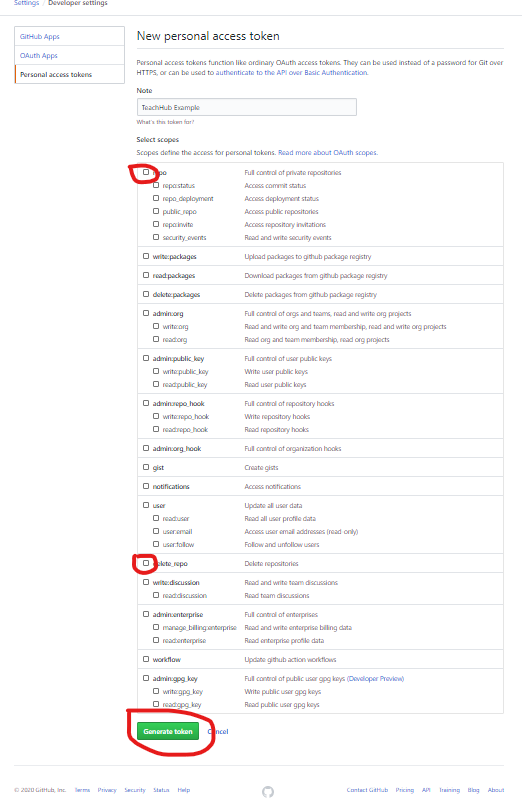 Settings / Developer settings
GitHub Apps
OAuth Apps
Personal access tokens
New personal access token
Personal access tokens function like ordinary OAuth access tokens. They can be used instead of a password for Git over
HTTPS, or can be used to authenticate to the API over Basic Authentication.
Note
TeachHub Example
What's this token for?
Select scopes
Scopes define the access for personal tokens. Read more about OAuth scopes.
repo Full control of private repositories
repo:status Access commit status
repo_deployment Access deployment status
public_repo Access public repositories
repo:invite Access repository invitations
security_events Read and write security events
write:packages Upload packages to github package registry
read:packages Download packages from github package registry
delete:packages Delete packages from github package registry
admin:org Full control of orgs and teams, read and write org projects
write:org Read and write org and team membership, read and write org projects
read:org Read org and team membership, read org projects
admin:public_key Full control of user public keys
write:public_key Write user public keys
read:public_key Read user public keys
admin:repo_hook Full control of repository hooks
write:repo_hook Write repository hooks
read:repo_hook Read repository hooks
admin:org_hook Full control of organization hooks
gist Create gists
notifications Access notifications
user Update all user data
read:user Read all user profile data
user:email Access user email addresses (read-only)
user:follow Follow and unfollow users
delete_repo Delete repositories
write:discussion Read and write team discussions
read:discussion Read team discussions
admin:enterprise Full control of enterprises
manage_billing:enterprise Read and write enterprise billing data
read:enterprise Read enterprise profile data
workflow Update github action workflows
admin:gpg_key Full control of public user gpg keys (Developer Preview)
write:gpg_key Write public user gpg keys
read:gpg_key Read public user gpg keys
Generate token Cancel
© 2020 GitHub, Inc. Terms Privacy Security Status Help Contact GitHub Pricing API Training Blog About